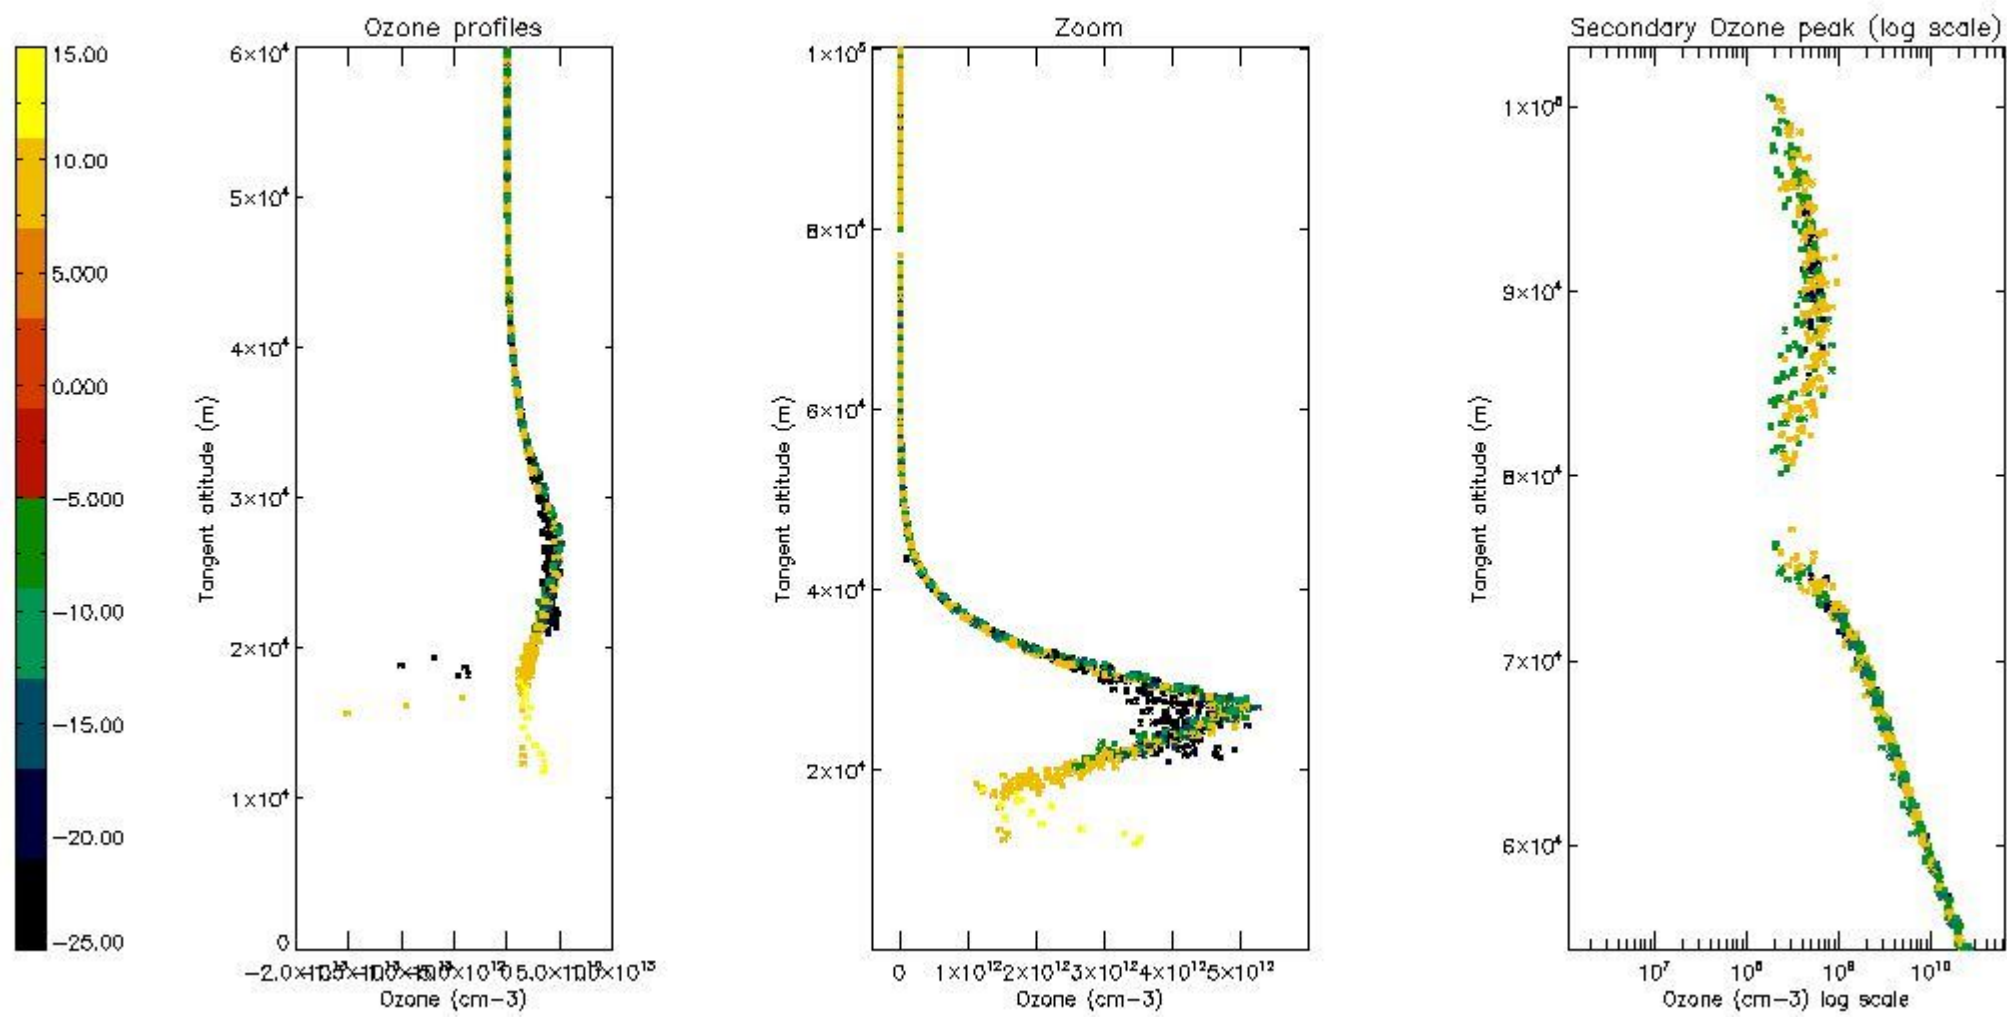 Ozone profiles
Zoom
Secondary Ozone peak (log scale)
15.00
10.00
5.000
0.000
−5.000
−10.00
−15.00
−20.00
−25.00
6×10⁴
5×10⁴
4×10⁴
3×10⁴
2×10⁴
1×10⁴
0
Tangent altitude (m)
5.0×10¹²
Ozone (cm−3)
1×10⁵
8×10⁴
6×10⁴
4×10⁴
2×10⁴
Tangent altitude (m)
0 1×10¹² 2×10¹² 3×10¹² 4×10¹² 5×10¹²
Ozone (cm−3)
1×10⁵
9×10⁴
8×10⁴
7×10⁴
6×10⁴
Tangent altitude (m)
10⁷ 10⁸ 10⁹ 10¹⁰
Ozone (cm−3) log scale